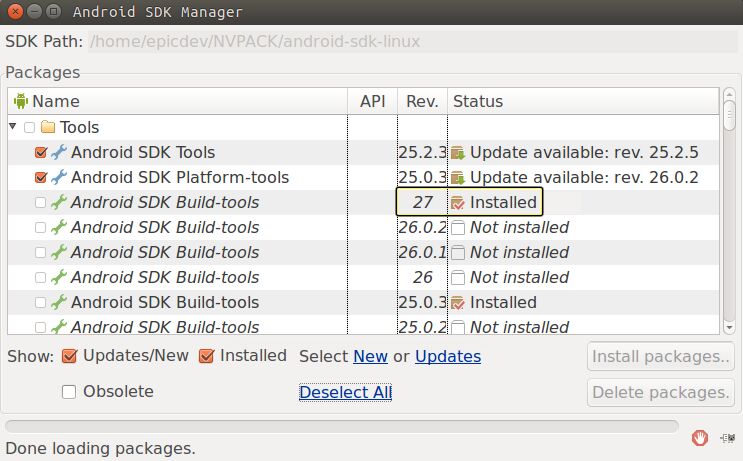 Android SDK Manager
SDK Path: /home/epicdev/NVPACK/android-sdk-linux
Packages
Name API Rev. Status
Tools
Android SDK Tools 25.2.3 Update available: rev. 25.2.5
Android SDK Platform-tools 25.0.3 Update available: rev. 26.0.2
Android SDK Build-tools 27 Installed
Android SDK Build-tools 26.0.2 Not installed
Android SDK Build-tools 26.0.1 Not installed
Android SDK Build-tools 26 Not installed
Android SDK Build-tools 25.0.3 Installed
Android SDK Build-tools 25.0.2 Not installed
Show: Updates/New Installed Select New or Updates Install packages..
Obsolete Deselect All Delete packages.
Done loading packages.